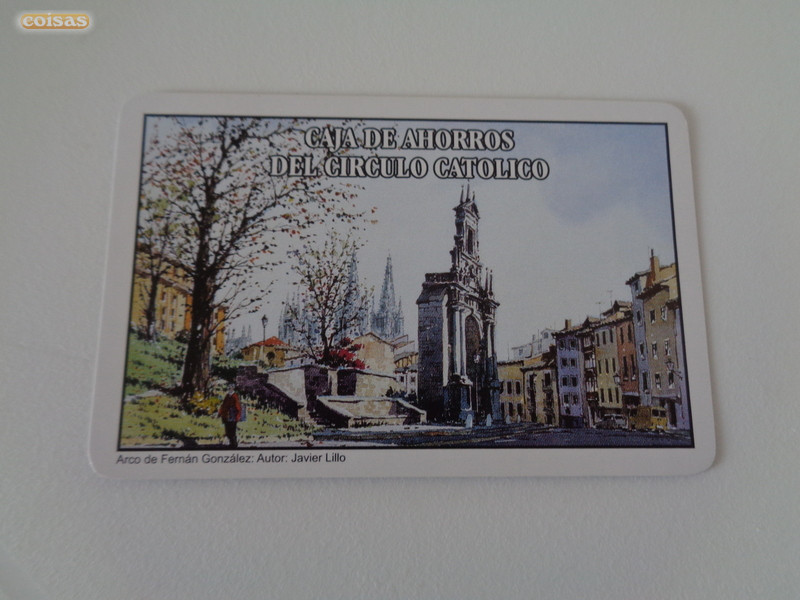 coisas
CAJA DE AHORROS
DEL CIRCULO CATOLICO
Arco de Fernán González: Autor: Javier Lillo